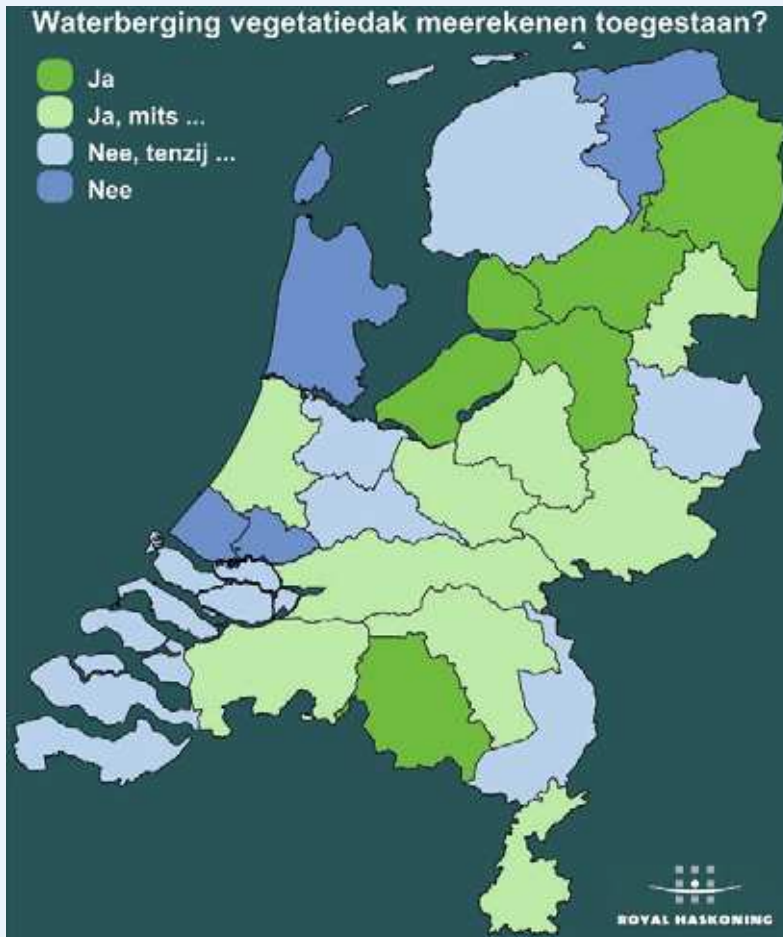 Waterberging vegetatiedak meerekenen toegestaan?
Ja
Ja, mits ...
Nee, tenzij ...
Nee
ROYAL HASKONING